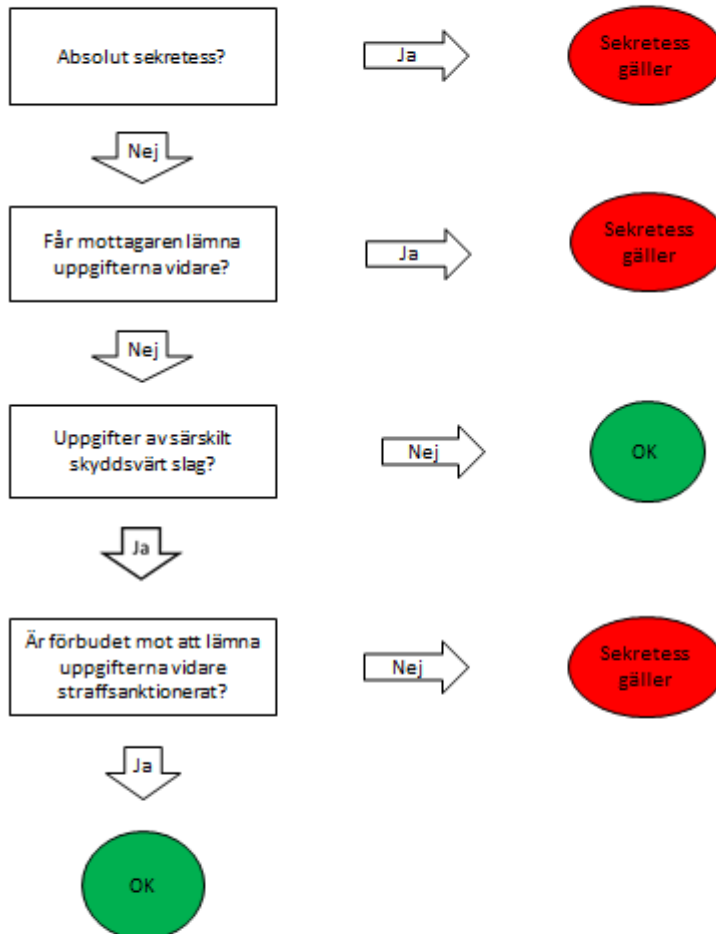 Absolut sekretess?
Ja
Sekretess
gäller
Nej
Får mottagaren lämna
uppgifterna vidare?
Ja
Sekretess
gäller
Nej
Uppgifter av särskilt
skyddsvärt slag?
Nej
OK
Ja
Är förbudet mot att lämna
uppgifterna vidare
straffsanktionerat?
Nej
Sekretess
gäller
Ja
OK